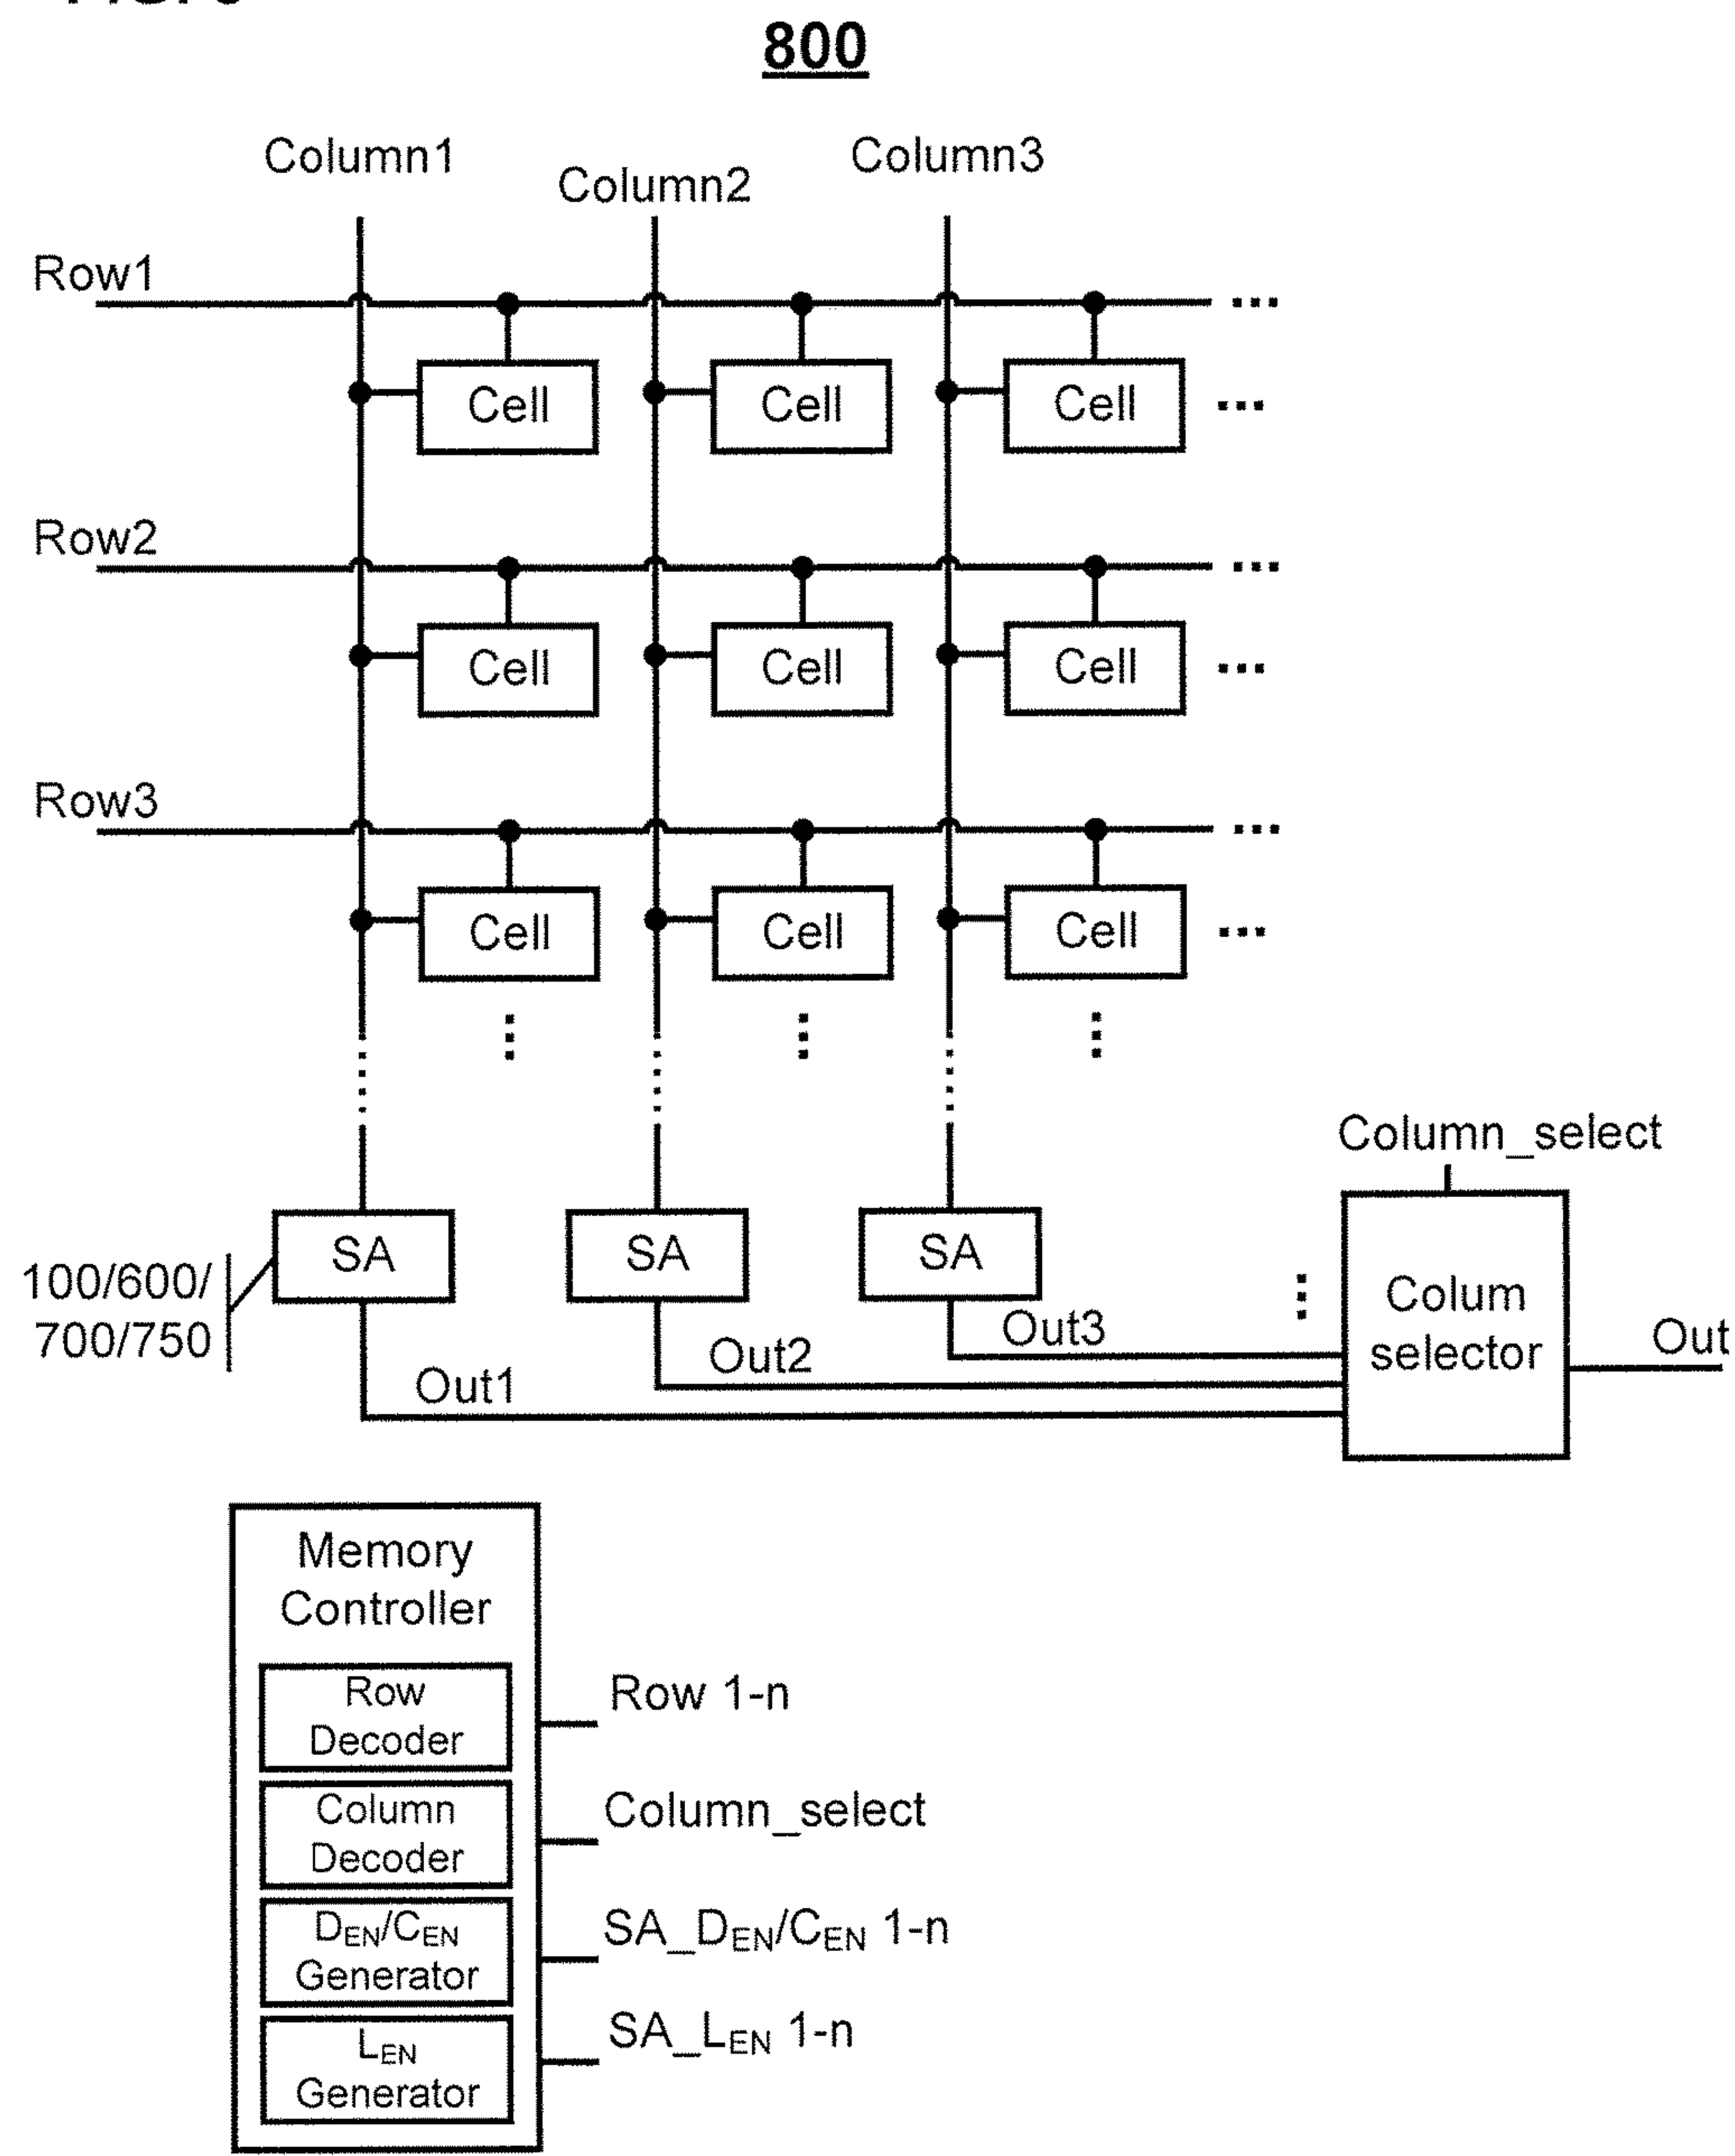 800
Column1
Column2
Column3
Row1
Cell
Cell
Cell
Row2
Cell
Cell
Cell
Row3
Cell
Cell
Cell
Column_select
SA
SA
SA
100/600/
700/750
Colum
selector
Out
Out3
Out2
Out1
Memory
Controller
Row
Decoder
Row 1-n
Column
Decoder
Column_select
DEN/CEN
Generator
SA_DEN/CEN 1-n
LEN
Generator
SA_LEN 1-n